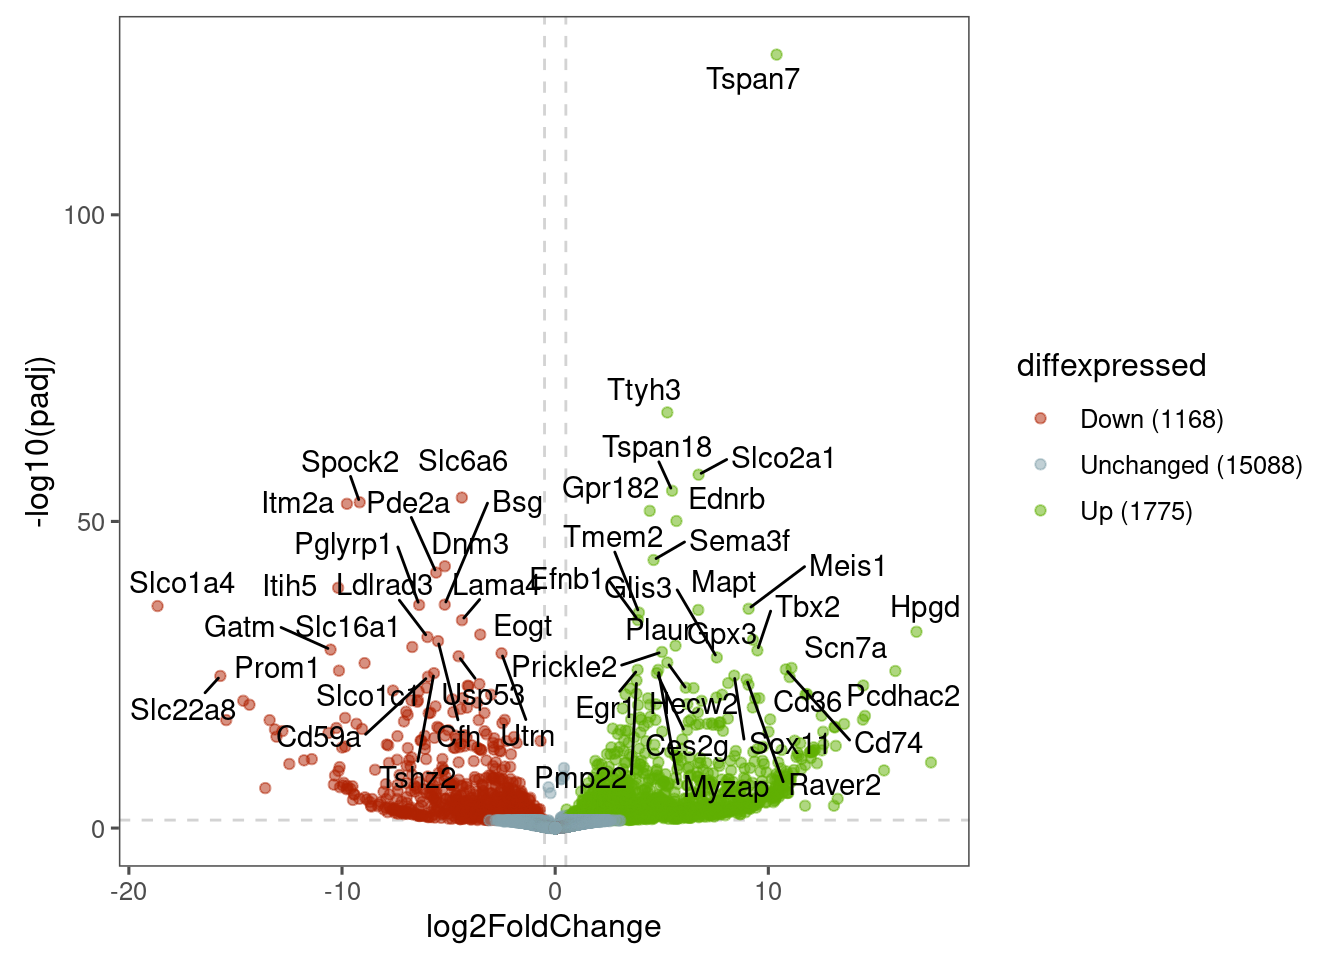 Tspan7
100
Ttyh3
Tspan18
Slco2a1
Spock2
Slc6a6
Itm2a
Pde2a
Bsg
Gpr182
Ednrb
50
Pglyrp1
Dnm3
Tmem2
Sema3f
Meis1
Slco1a4
Itih5
Ldlrad3
Lama4
Efnb1
Glis3
Mapt
Tbx2
Hpgd
Gatm
Slc16a1
Eogt
Plaur
Gpx3
Scn7a
Prom1
Prickle2
Slc22a8
Slco1c1
Usp53
Egr1
Hecw2
Cd36
Pcdhac2
Cd59a
Cfh
Utrn
Ces2g
Sox11
Cd74
Tshz2
Pmp22
Myzap
Raver2
0
-20
-10
0
10
log2FoldChange
-log10(padj)
diffexpressed
Down (1168)
Unchanged (15088)
Up (1775)